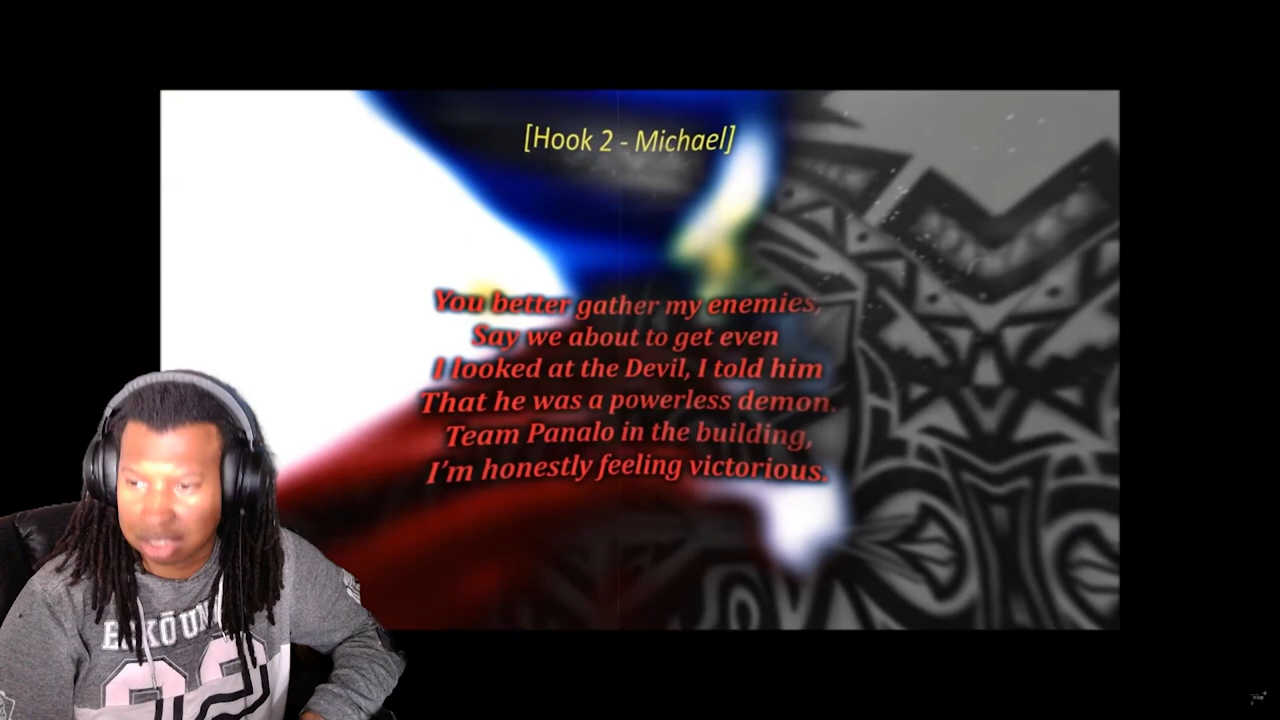 [Hook 2 - Michael]
You better gather my enemies,
Say we about to get even
I looked at the Devil, I told him
That he was a powerless demon.
Team Panalo in the building,
I'm honestly feeling victorious.